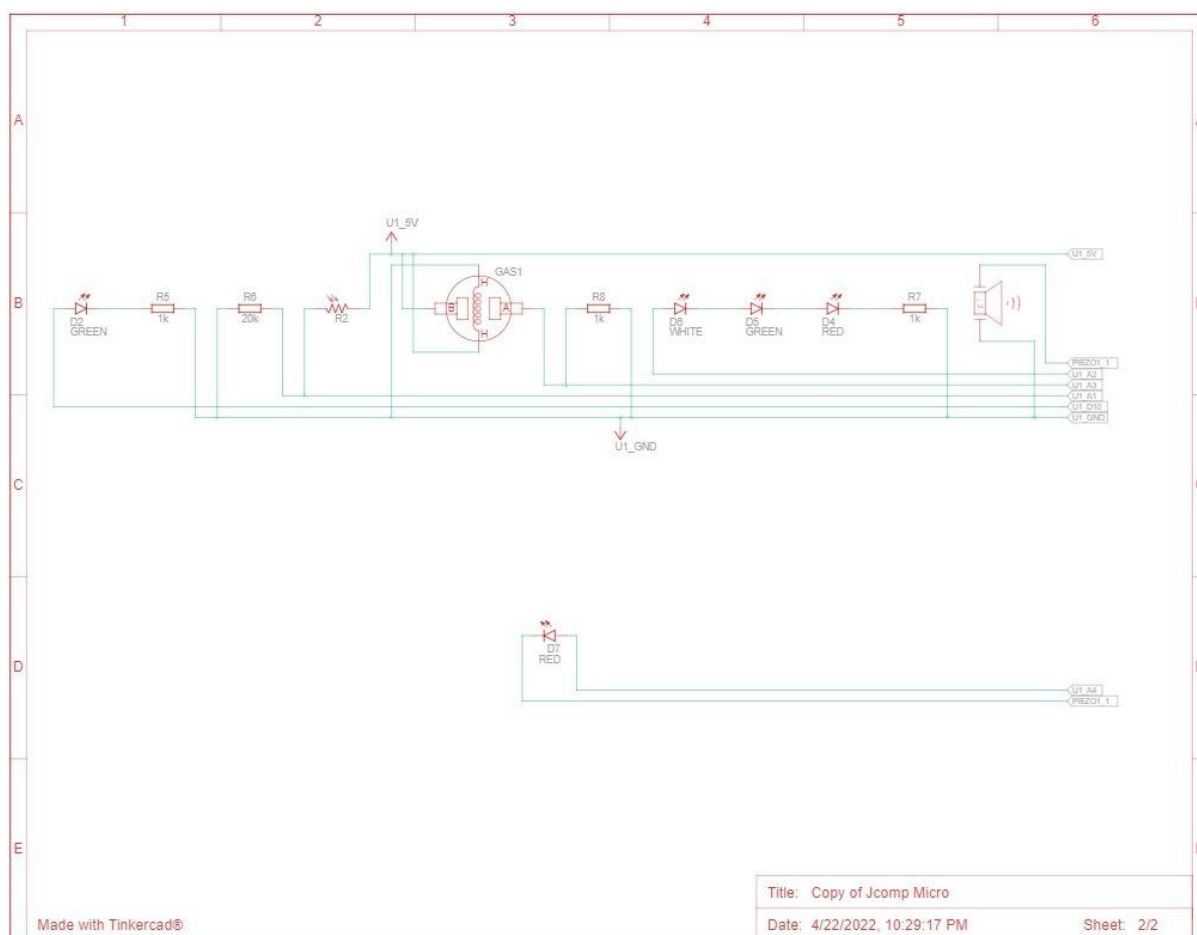 1 2 3 4 5 6
A
U1_5V
U1_5V
GAS1
H
B
R5
R6
R8
R7
B
A
1k
20k
R2
1k
1k
D2
GREEN
D6
WHITE
D5
GREEN
D4
RED
H
PIEZO1_1
U1_A2
U1_A3
U1_A1
U1_D10
U1_GND
U1_GND
C
D
D7
RED
U1_A4
PIEZO1_1
E
Title: Copy of Jcomp Micro
Made with Tinkercad®
Date: 4/22/2022, 10:29:17 PM Sheet: 2/2